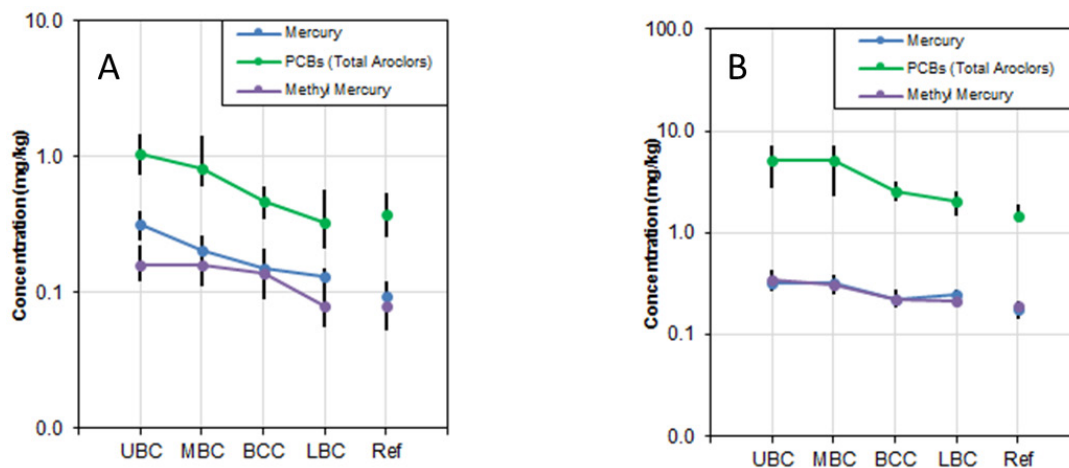 10.0
1.0
0.1
0.0
Concentration (mg/kg)
A
Mercury
PCBs (Total Aroclors)
Methyl Mercury
UBC MBC BCC LBC Ref
100.0
10.0
1.0
0.1
0.0
Concentration (mg/kg)
B
Mercury
PCBs (Total Aroclors)
Methyl Mercury
UBC MBC BCC LBC Ref